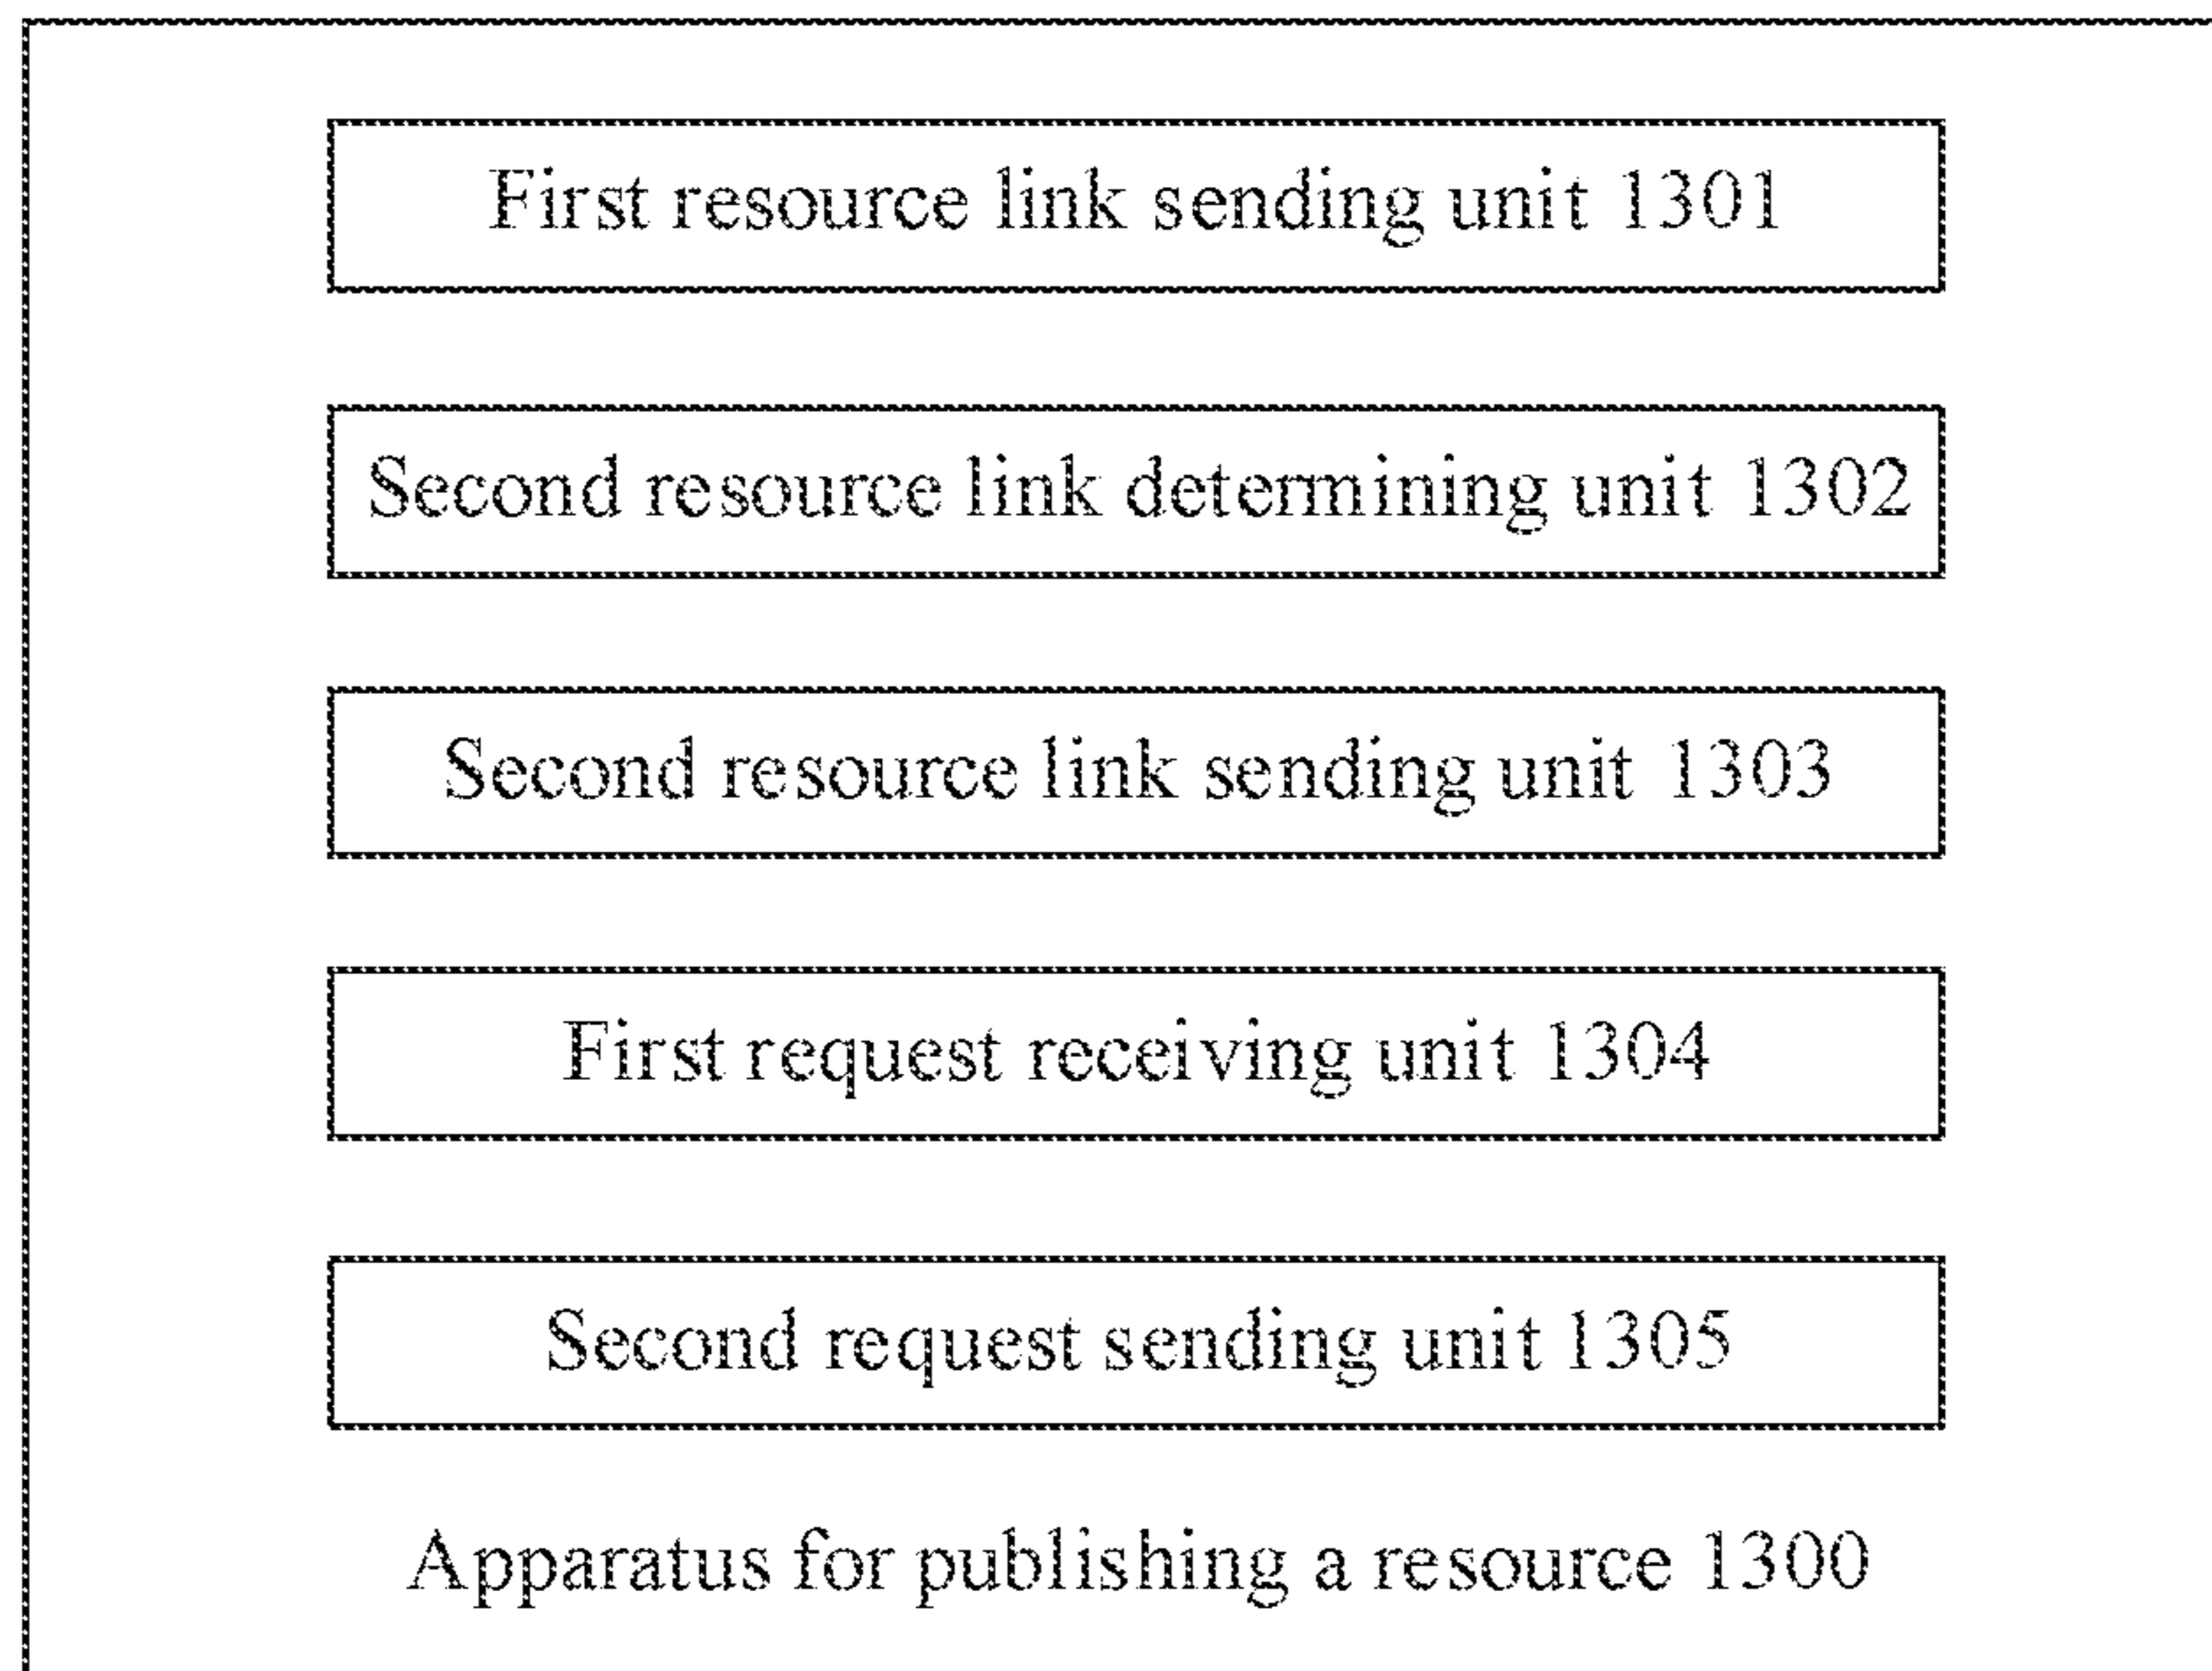 First resource link sending unit 1301
Second resource link determining unit 1302
Second resource link sending unit 1303
First request receiving unit 1304
Second request sending unit 1305
Apparatus for publishing a resource 1300